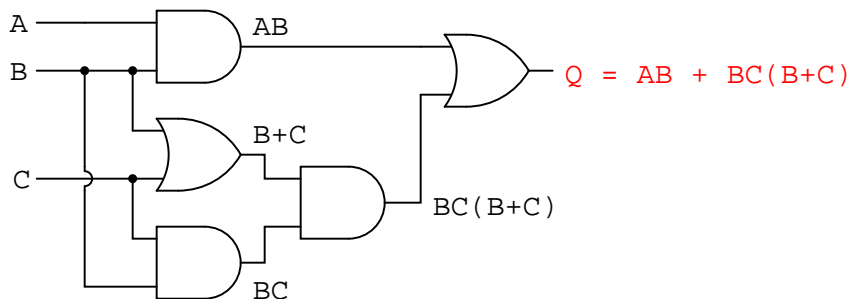 A
AB
B
Q = AB + BC(B+C)
B+C
C
BC(B+C)
BC